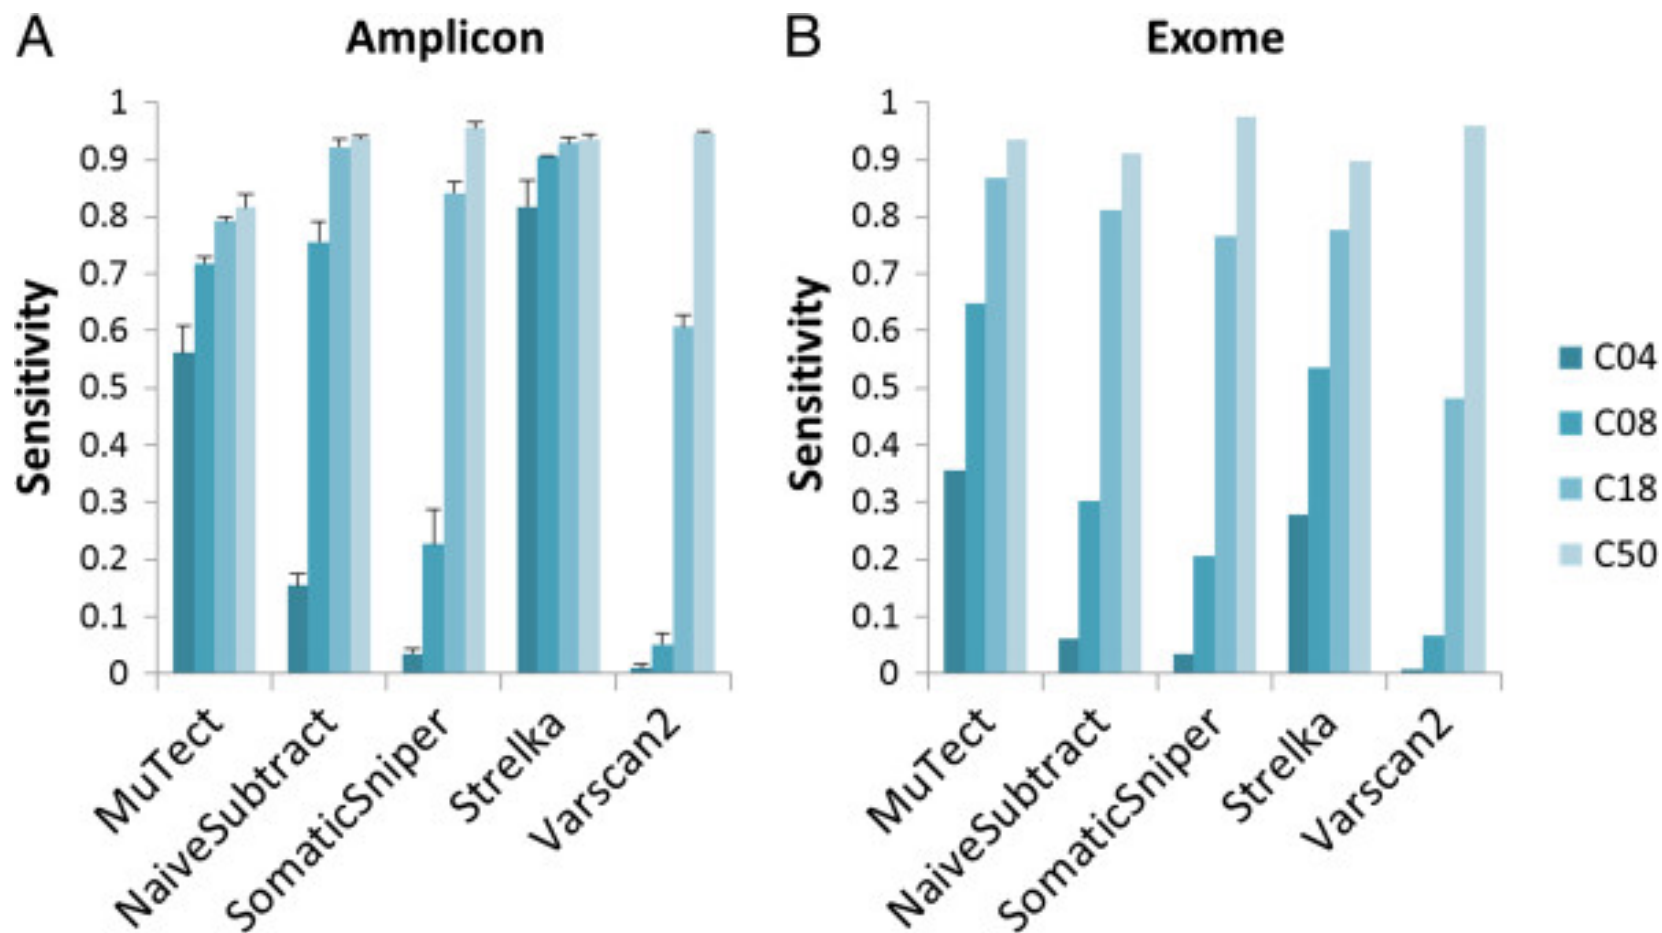 A
Amplicon
Sensitivity
1
0.9
0.8
0.7
0.6
0.5
0.4
0.3
0.2
0.1
0
MuTect
NaiveSubtract
SomaticSniper
Strelka
Varscan2
B
Exome
Sensitivity
1
0.9
0.8
0.7
0.6
0.5
0.4
0.3
0.2
0.1
0
MuTect
NaiveSubtract
SomaticSniper
Strelka
Varscan2
C04
C08
C18
C50